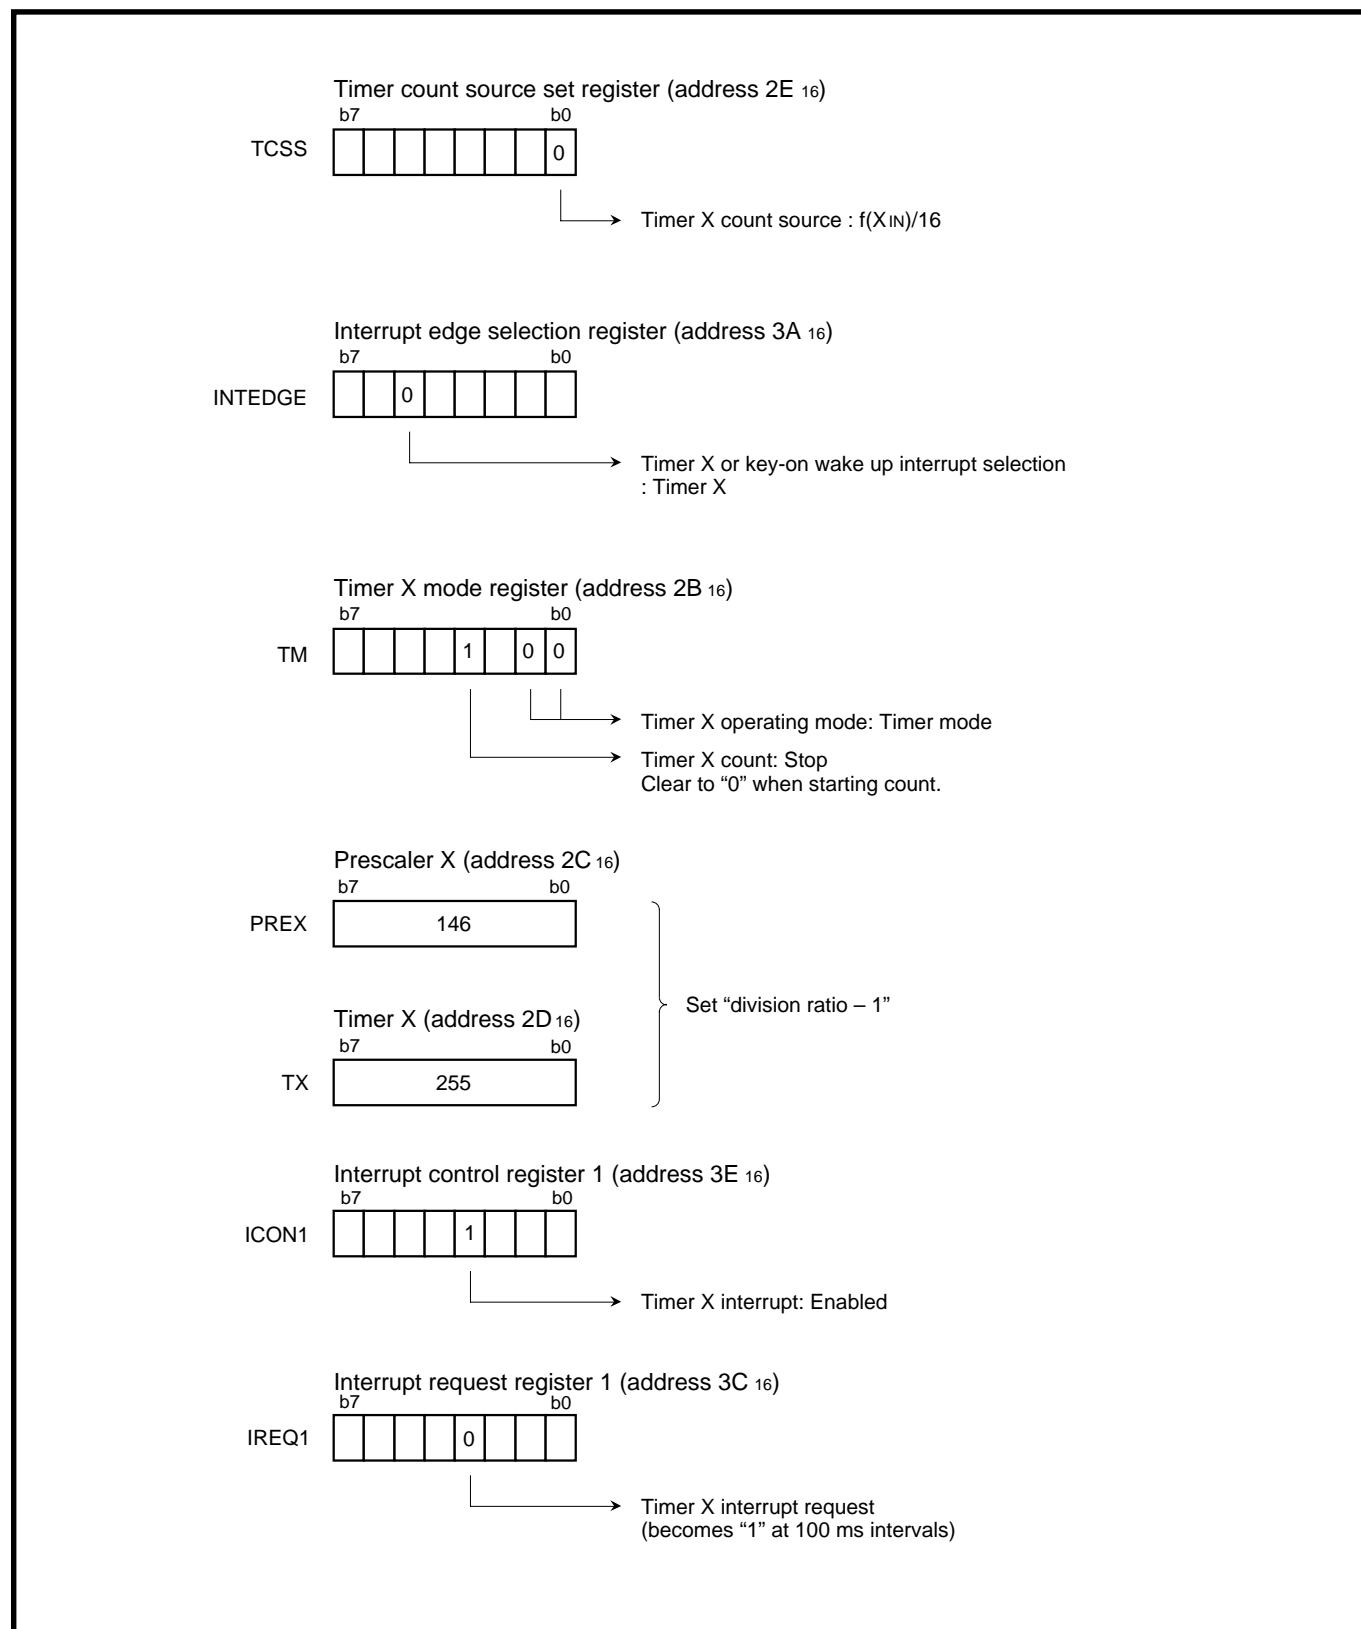 Timer count source set register (address 2E 16)
b7 b0
TCSS 0
Timer X count source : f(XIN)/16
Interrupt edge selection register (address 3A 16)
b7 b0
INTEDGE 0
Timer X or key-on wake up interrupt selection
: Timer X
Timer X mode register (address 2B 16)
b7 b0
TM 1 0 0
Timer X operating mode: Timer mode
Timer X count: Stop
Clear to “0” when starting count.
Prescaler X (address 2C 16)
b7 b0
PREX 146
Set “division ratio – 1”
Timer X (address 2D 16)
b7 b0
TX 255
Interrupt control register 1 (address 3E 16)
b7 b0
ICON1 1
Timer X interrupt: Enabled
Interrupt request register 1 (address 3C 16)
b7 b0
IREQ1 0
Timer X interrupt request
(becomes “1” at 100 ms intervals)